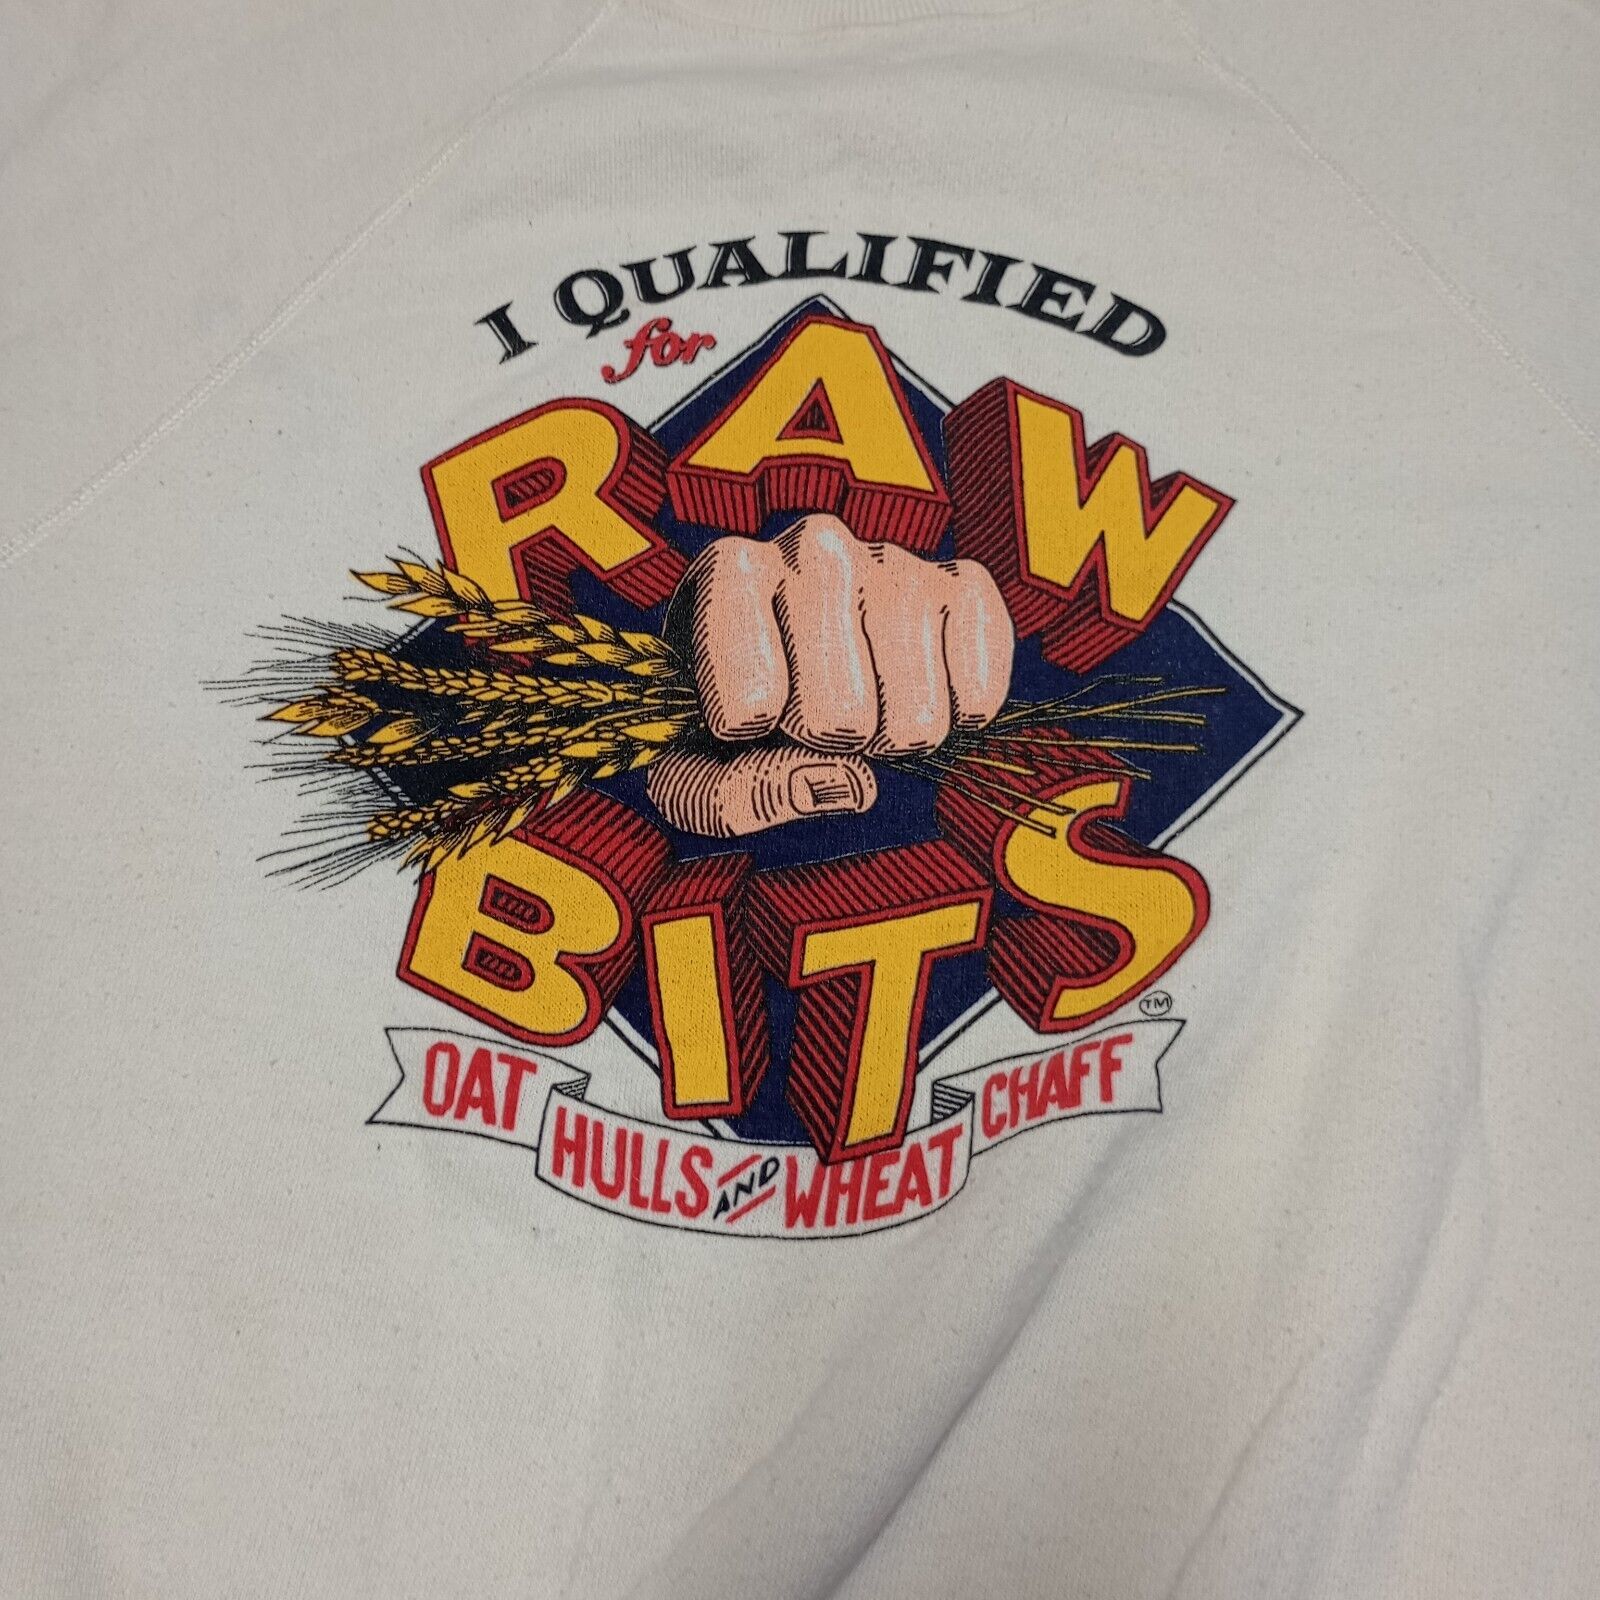 I QUALIFIED
for
RAW
BITS
TM
OAT HULLS AND WHEAT CHAFF